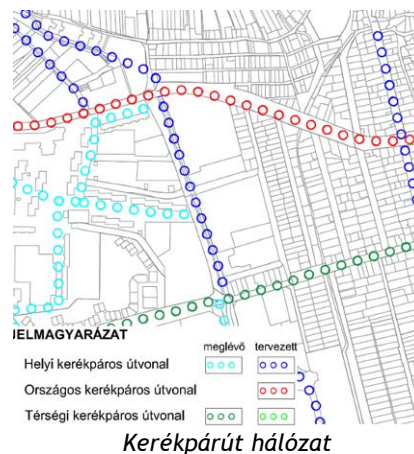 JELMAGYARÁZAT
meglévő tervezett
Helyi kerékpáros útvonal
Országos kerékpáros útvonal
Térségi kerékpáros útvonal
Kerékpárút hálózat